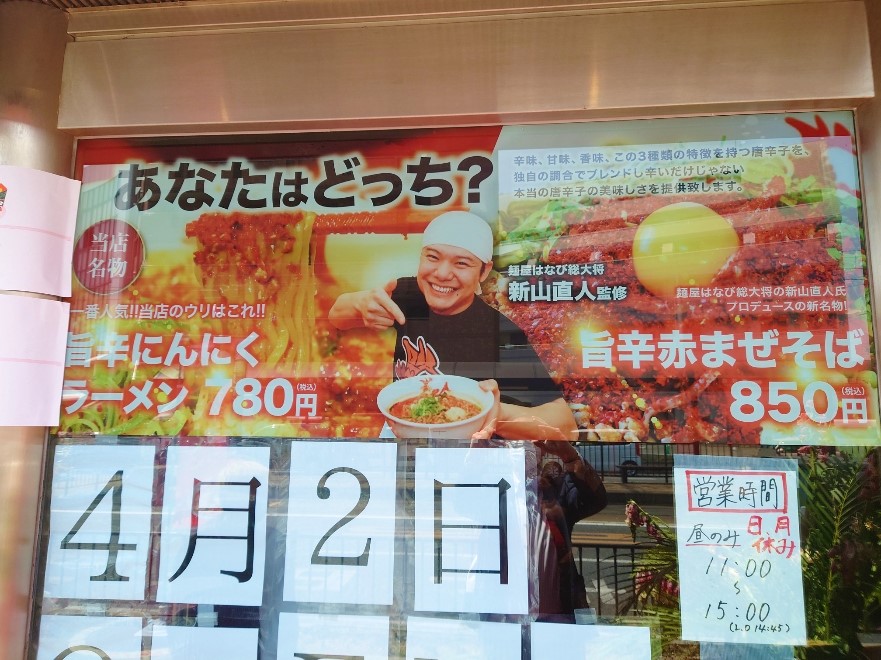 あなたはどっち?
辛味、甘味、香味、この3種類の特徴を持つ唐辛子を、
独自の調合でブレンドし辛いだけじゃない
本当の唐辛子の美味しさを提供致します。
当店
名物
一番人気!!当店のウリはこれ!!
旨辛にんにく
ラーメン 780円(税込)
麺屋はなび総大将
新山直人監修
麺屋はなび総大将の新山直人氏
プロデュースの新名物!
旨辛赤まぜそば
850円(税込)
4月2日
営業時間
昼のみ 日、月
休み
11:00
~
15:00
(L.O 14:45)